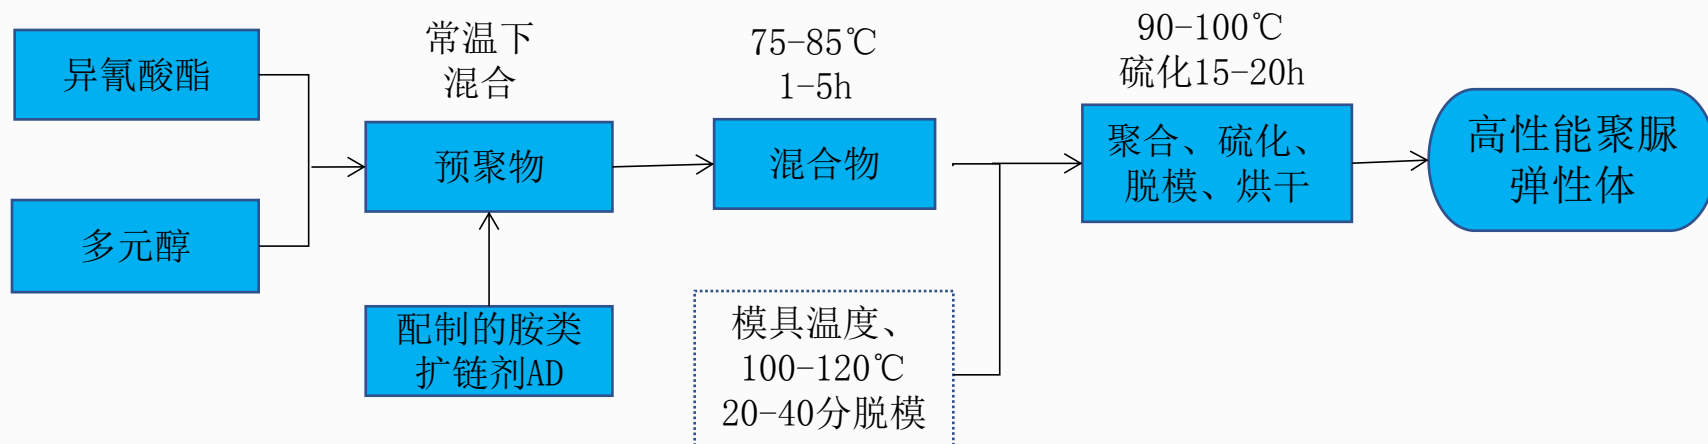 异氰酸酯
多元醇
常温下
混合
预聚物
配制的胺类
扩链剂AD
75-85℃
1-5h
混合物
模具温度、
100-120℃
20-40分脱模
90-100℃
硫化15-20h
聚合、硫化、
脱模、烘干
高性能聚脲
弹性体